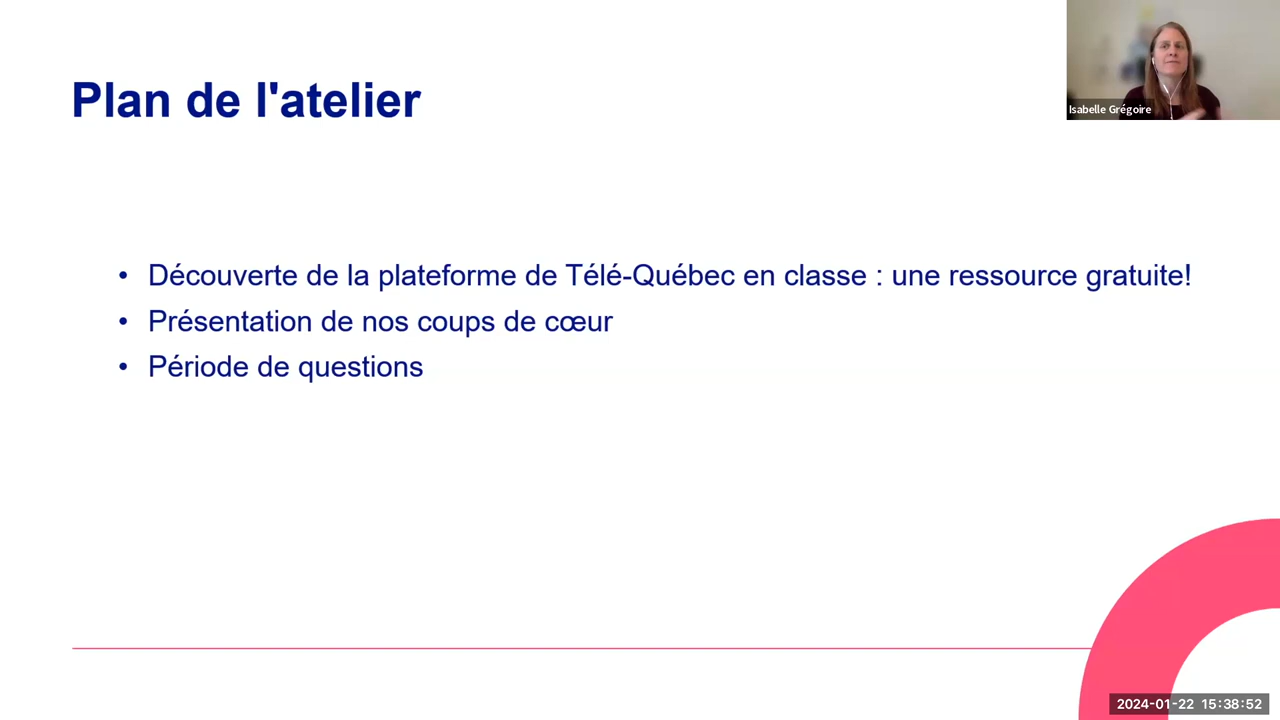 Plan de l'atelier
Isabelle Grégoire
• Découverte de la plateforme de Télé-Québec en classe : une ressource gratuite!
• Présentation de nos coups de cœur
• Période de questions
2024-01-22 15:38:52